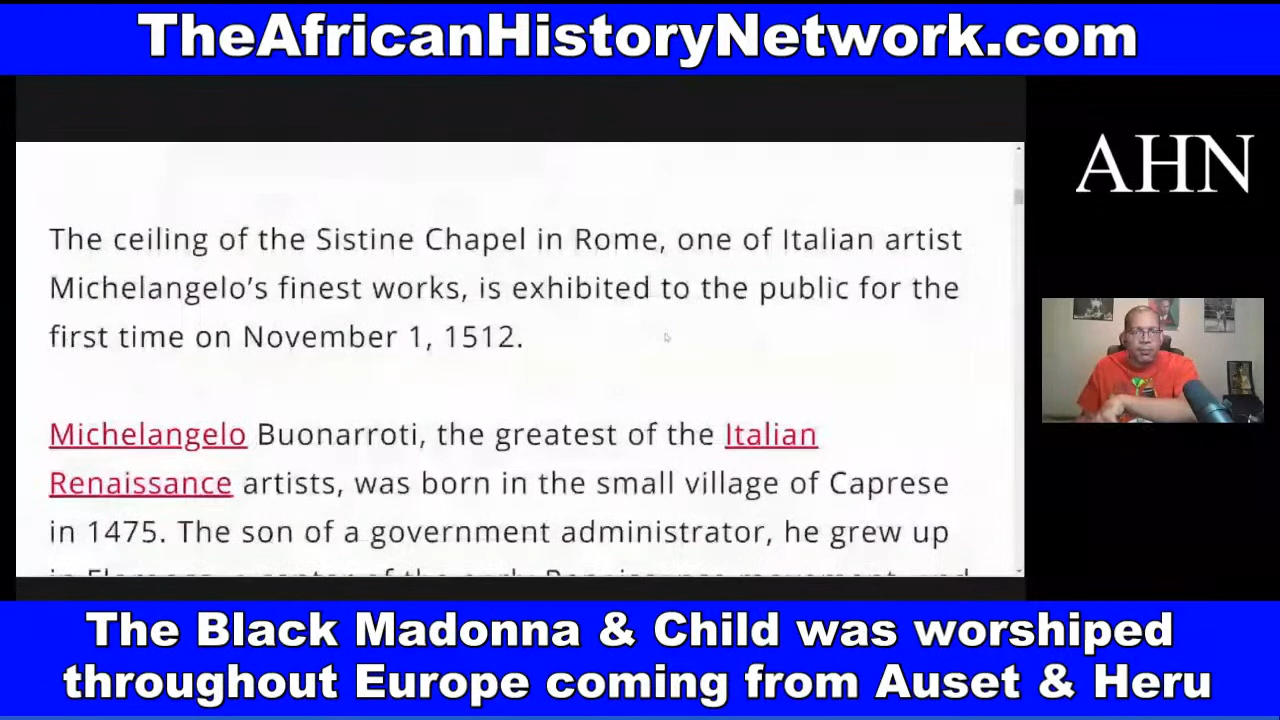 TheAfricanHistoryNetwork.com
AHN
The ceiling of the Sistine Chapel in Rome, one of Italian artist
Michelangelo's finest works, is exhibited to the public for the
first time on November 1, 1512.
Michelangelo Buonarroti, the greatest of the Italian
Renaissance artists, was born in the small village of Caprese
in 1475. The son of a government administrator, he grew up
The Black Madonna & Child was worshiped
throughout Europe coming from Auset & Heru